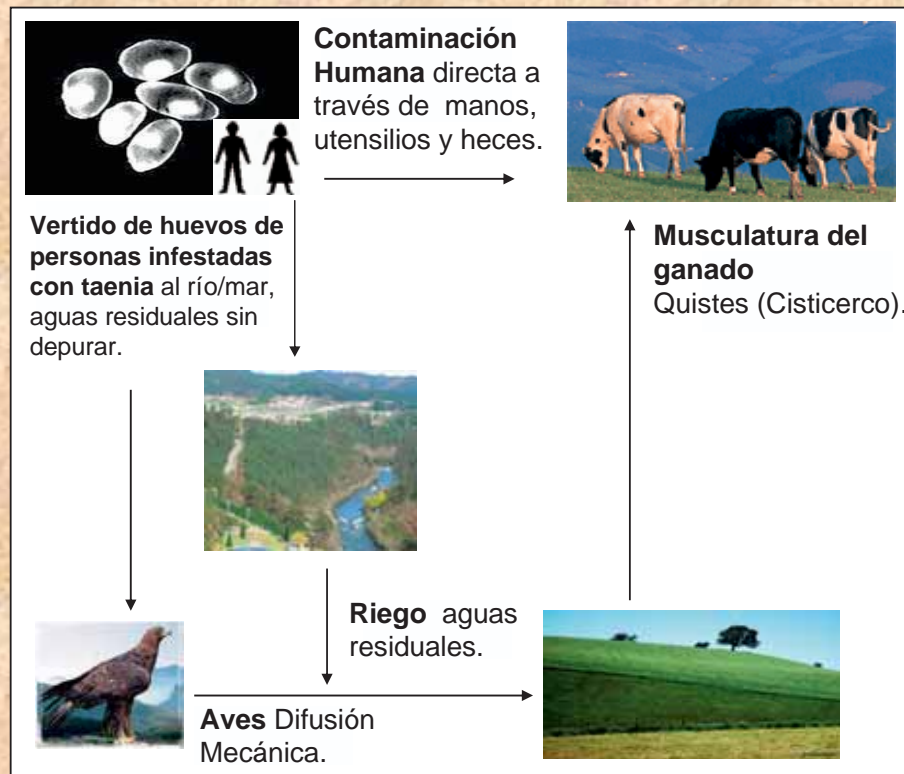 Contaminación
Humana directa a
través de manos,
utensilios y heces.
Vertido de huevos de
personas infestadas
con taenia al río/mar,
aguas residuales sin
depurar.
Musculatura del
ganado
Quistes (Cisticerco).
Riego aguas
residuales.
Aves Difusión
Mecánica.